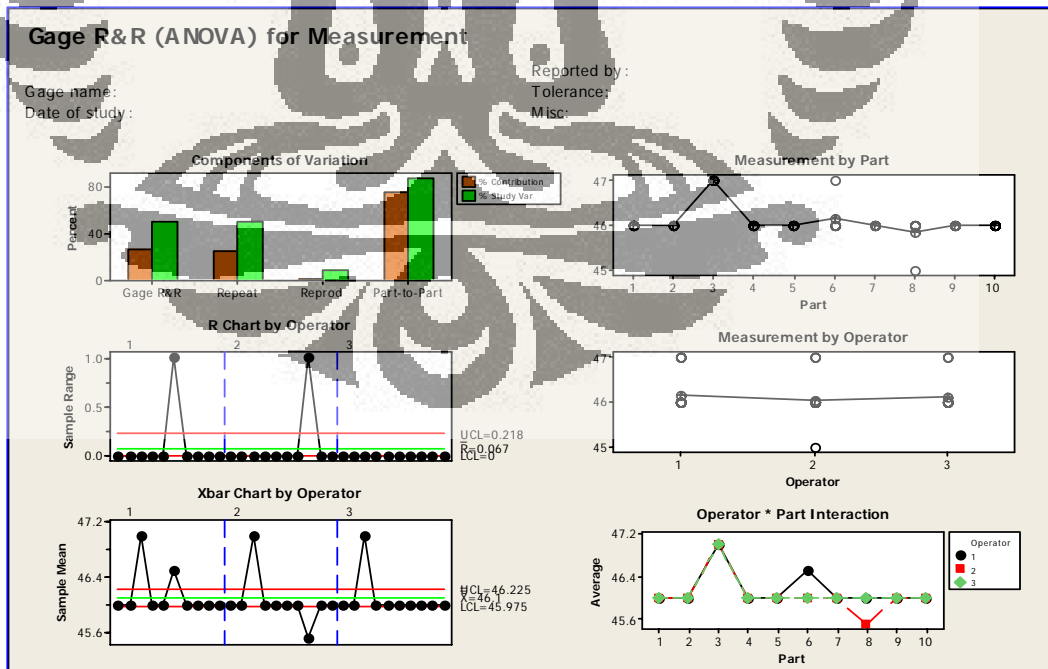 Gage R&R (ANOVA) for Measurement
Reported by:
Gage name:
Tolerance:
Date of study:
Misc:
Components of Variation
Percent
80
40
0
Gage R&R Repeat Reprod Part-to-Part
% Contribution
% Study Var
Measurement by Part
47
46
45
1 2 3 4 5 6 7 8 9 10
Part
R Chart by Operator
1 2 3
Sample Range
1.0
0.5
0.0
UCL=0.218
R=0.067
LCL=0
Measurement by Operator
47
46
45
1 2 3
Operator
Xbar Chart by Operator
1 2 3
Sample Mean
47.2
46.4
45.6
UCL=46.225
X=46.1
LCL=45.975
Operator * Part Interaction
Average
47.2
46.4
45.6
1 2 3 4 5 6 7 8 9 10
Part
Operator
1
2
3